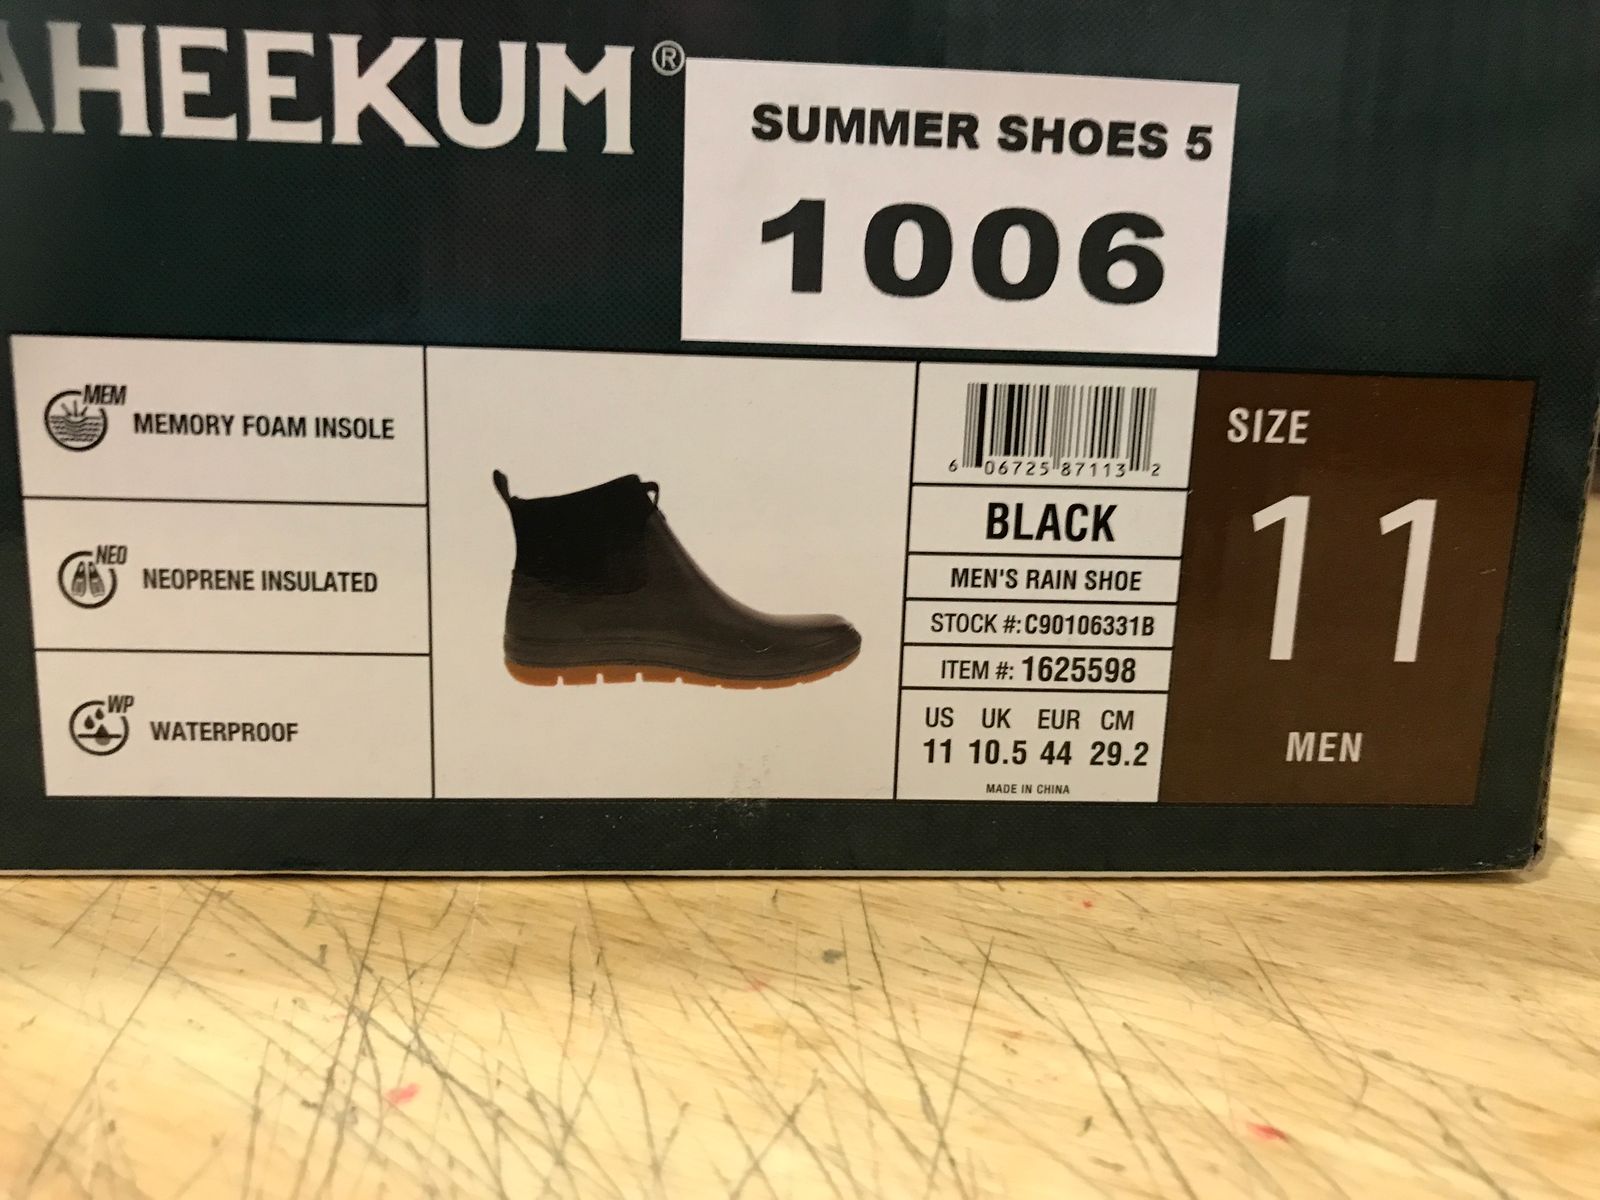 AHEEKUM®
SUMMER SHOES 5
1006
MEM
MEMORY FOAM INSOLE
NEO
NEOPRENE INSULATED
WP
WATERPROOF
6 06725 87113 2
BLACK
MEN'S RAIN SHOE
STOCK #:C90106331B
ITEM #: 1625598
US UK EUR CM
11 10.5 44 29.2
MADE IN CHINA
SIZE
11
MEN